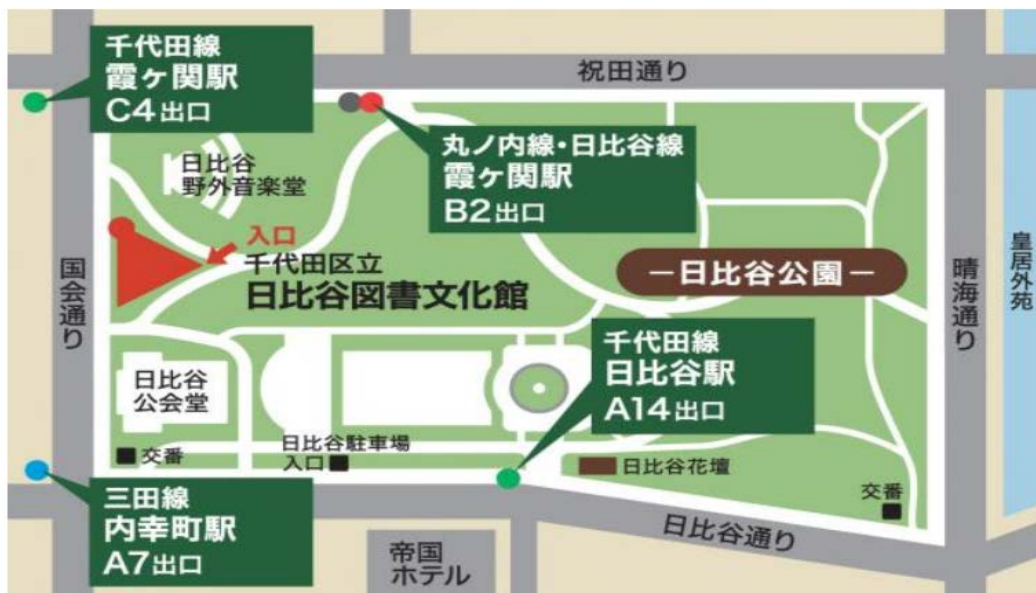 千代田線
霞ヶ関駅
C4出口
祝田通り
丸ノ内線・日比谷線
霞ヶ関駅
B2出口
日比谷
野外音楽堂
入口
千代田区立
日比谷図書文化館
国会通り
－日比谷公園－
晴海通り
皇居外苑
千代田線
日比谷駅
A14出口
日比谷
公会堂
交番
日比谷駐車場
入口
日比谷花壇
交番
三田線
内幸町駅
A7出口
帝国
ホテル
日比谷通り